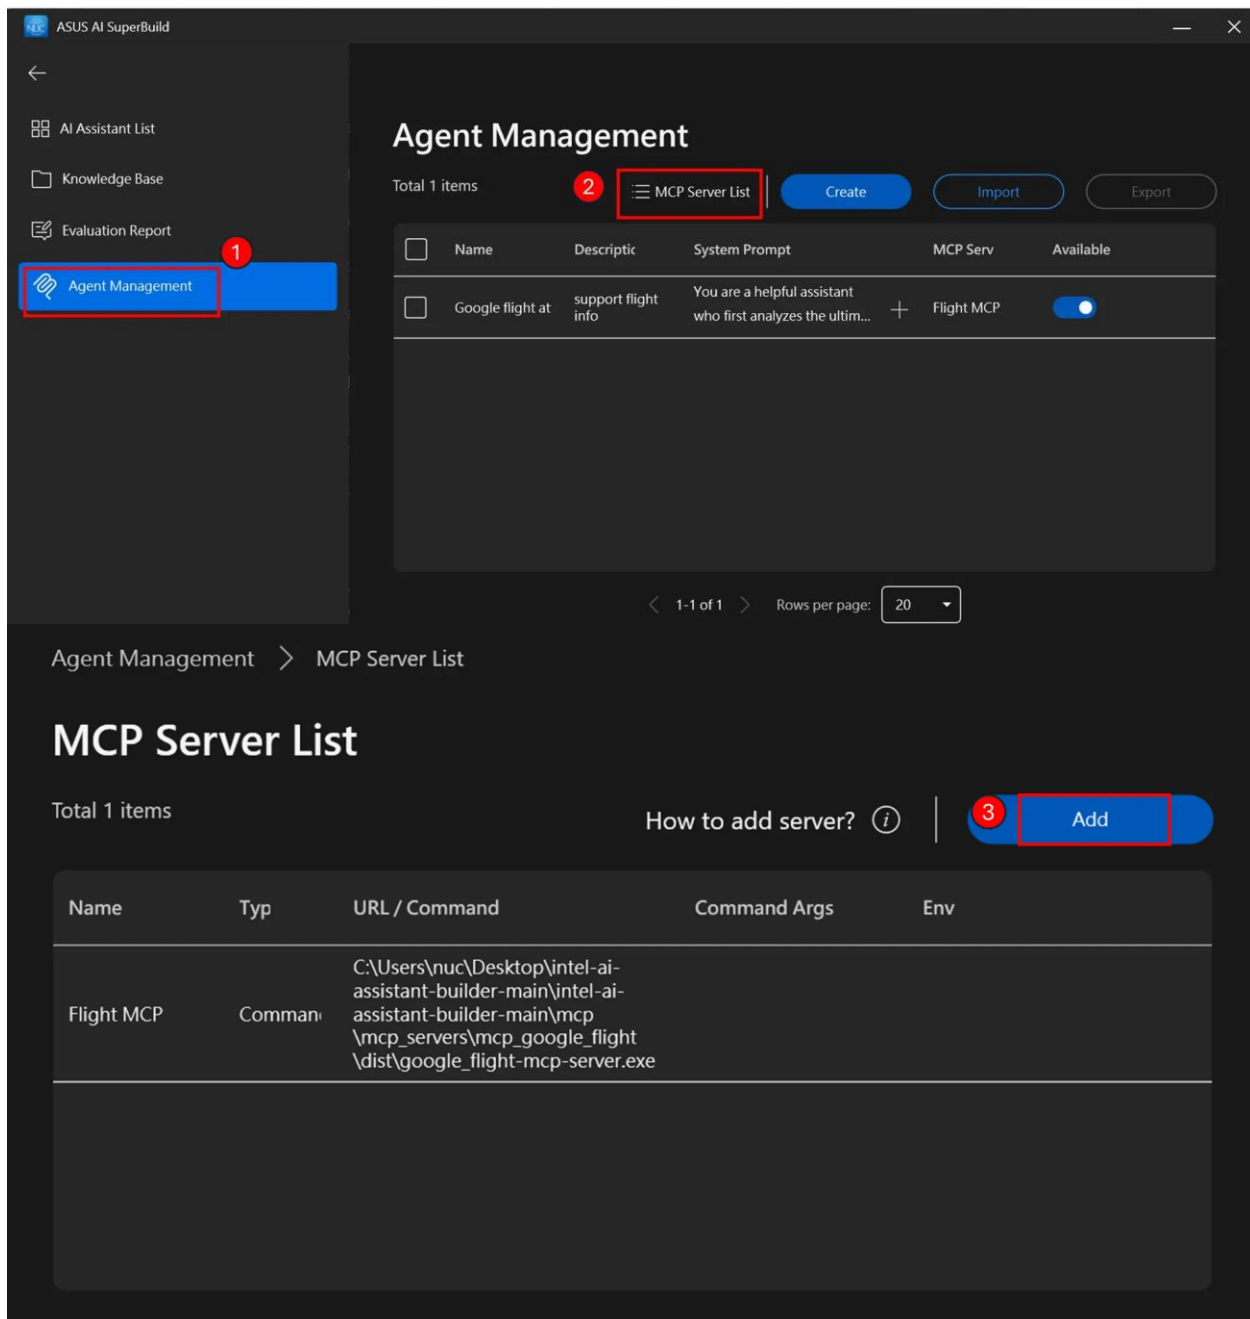 ASUS AI SuperBuild
AI Assistant List
Knowledge Base
Evaluation Report
1
Agent Management
Agent Management
Total 1 items
2
MCP Server List
Create
Import
Export
Name
Descriptic
System Prompt
MCP Serv
Available
Google flight at
support flight
info
You are a helpful assistant
who first analyzes the ultim...
Flight MCP
1-1 of 1
Rows per page:
20
Agent Management > MCP Server List
MCP Server List
Total 1 items
How to add server?
3
Add
Name
Typ
URL / Command
Command Args
Env
Flight MCP
Comman
C:\Users\nuc\Desktop\intel-ai-
assistant-builder-main\intel-ai-
assistant-builder-main\mcp
\mcp_servers\mcp_google_flight
\dist\google_flight-mcp-server.exe